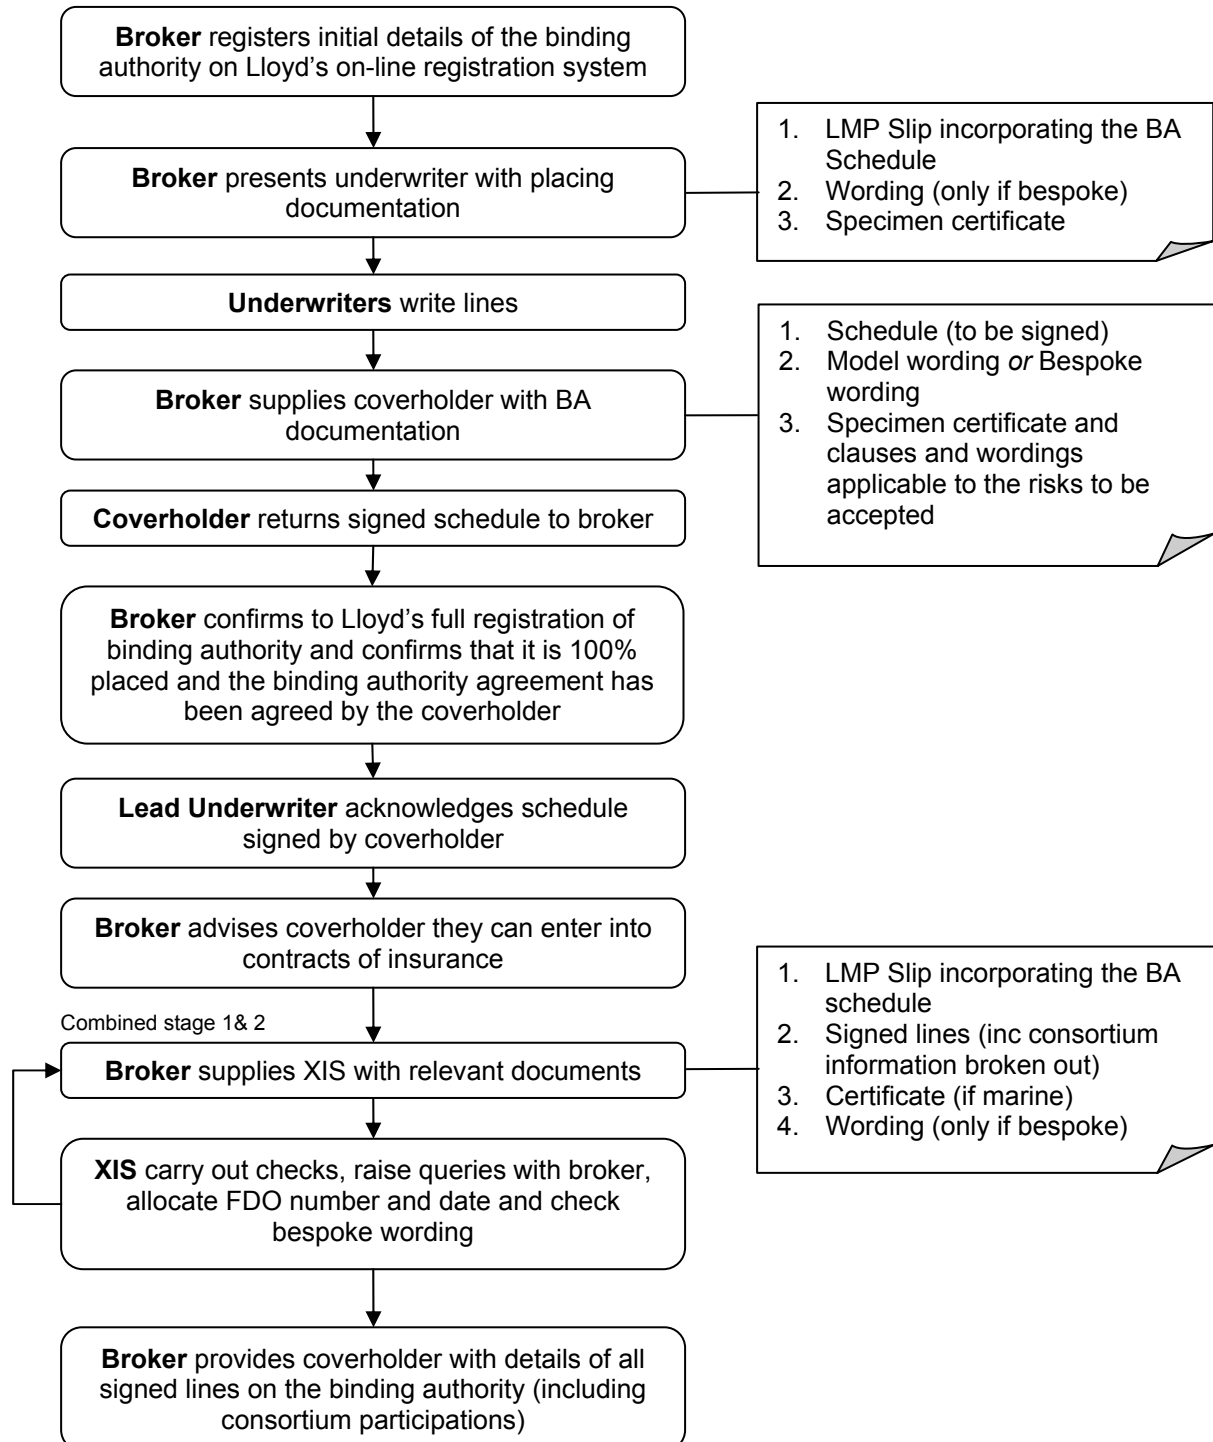 Broker registers initial details of the binding
authority on Lloyd's on-line registration system
Broker presents underwriter with placing
documentation
1. LMP Slip incorporating the BA
Schedule
2. Wording (only if bespoke)
3. Specimen certificate
Underwriters write lines
Broker supplies coverholder with BA
documentation
1. Schedule (to be signed)
2. Model wording or Bespoke
wording
3. Specimen certificate and
clauses and wordings
applicable to the risks to be
accepted
Coverholder returns signed schedule to broker
Broker confirms to Lloyd's full registration of
binding authority and confirms that it is 100%
placed and the binding authority agreement has
been agreed by the coverholder
Lead Underwriter acknowledges schedule
signed by coverholder
Broker advises coverholder they can enter into
contracts of insurance
Combined stage 1& 2
Broker supplies XIS with relevant documents
1. LMP Slip incorporating the BA
schedule
2. Signed lines (inc consortium
information broken out)
3. Certificate (if marine)
4. Wording (only if bespoke)
XIS carry out checks, raise queries with broker,
allocate FDO number and date and check
bespoke wording
Broker provides coverholder with details of all
signed lines on the binding authority (including
consortium participations)